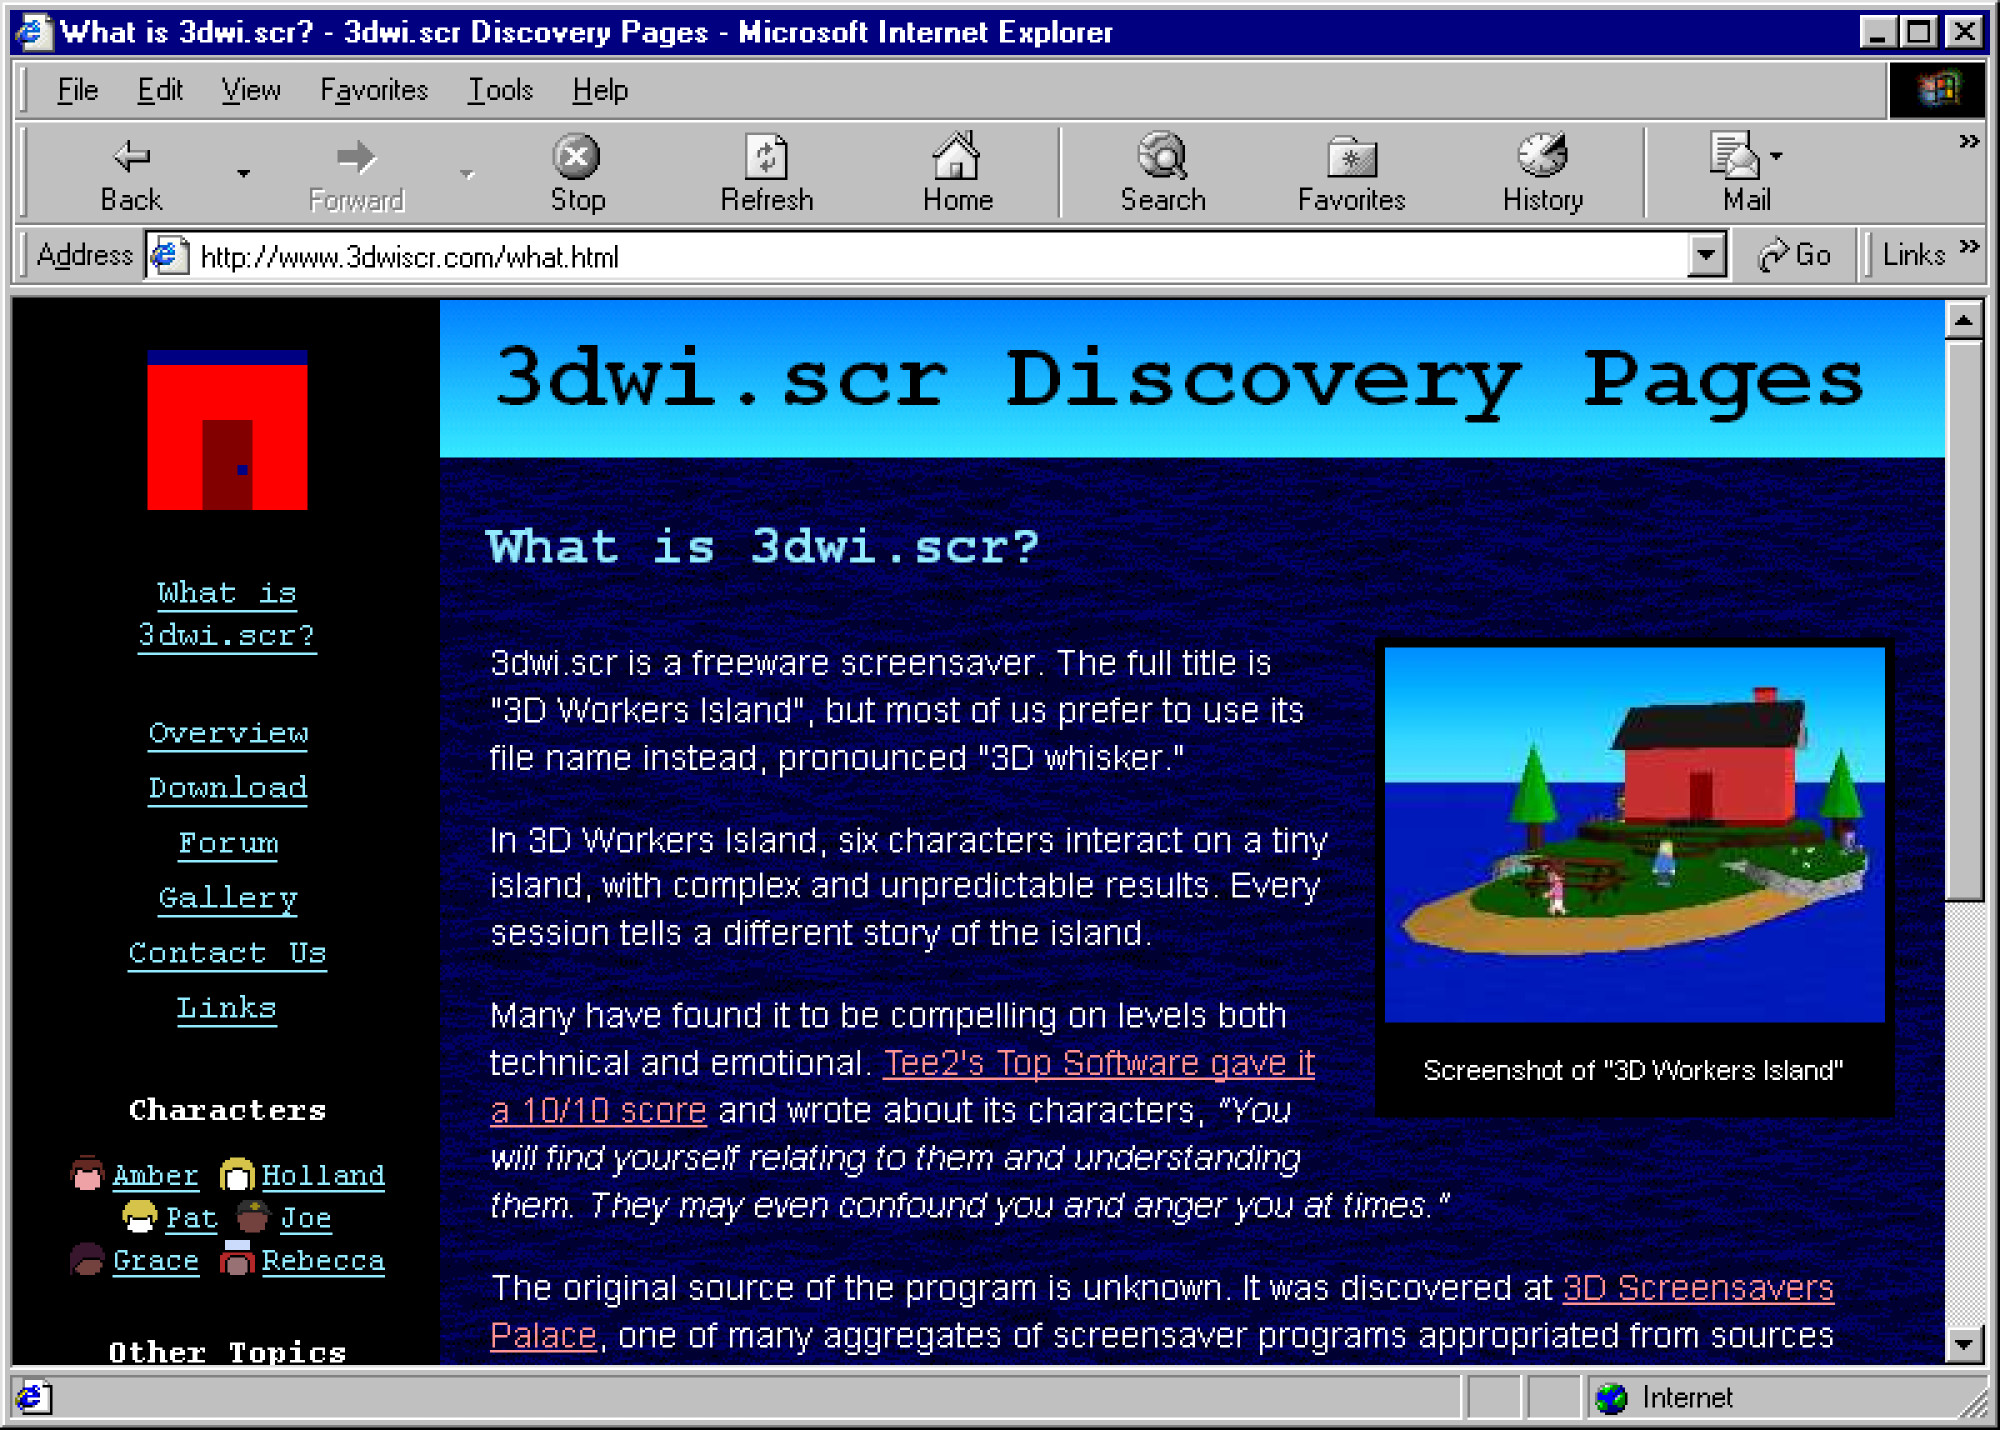 What is 3dwi.scr? - 3dwi.scr Discovery Pages - Microsoft Internet Explorer
File Edit View Favorites Tools Help
Back Forward Stop Refresh Home Search Favorites History Mail »
Address http://www.3dwiscr.com/what.html Go Links »
What is
3dwi.scr?
Overview
Download
Forum
Gallery
Contact Us
Links
Characters
Amber Holland
Pat Joe
Grace Rebecca
Other Topics
3dwi.scr Discovery Pages
What is 3dwi.scr?
3dwi.scr is a freeware screensaver. The full title is
"3D Workers Island", but most of us prefer to use its
file name instead, pronounced "3D whisker."
In 3D Workers Island, six characters interact on a tiny
island, with complex and unpredictable results. Every
session tells a different story of the island.
Many have found it to be compelling on levels both
technical and emotional. Tee2's Top Software gave it
a 10/10 score and wrote about its characters, "You
will find yourself relating to them and understanding
them. They may even confound you and anger you at times."
Screenshot of "3D Workers Island"
The original source of the program is unknown. It was discovered at 3D Screensavers
Palace, one of many aggregates of screensaver programs appropriated from sources
Internet